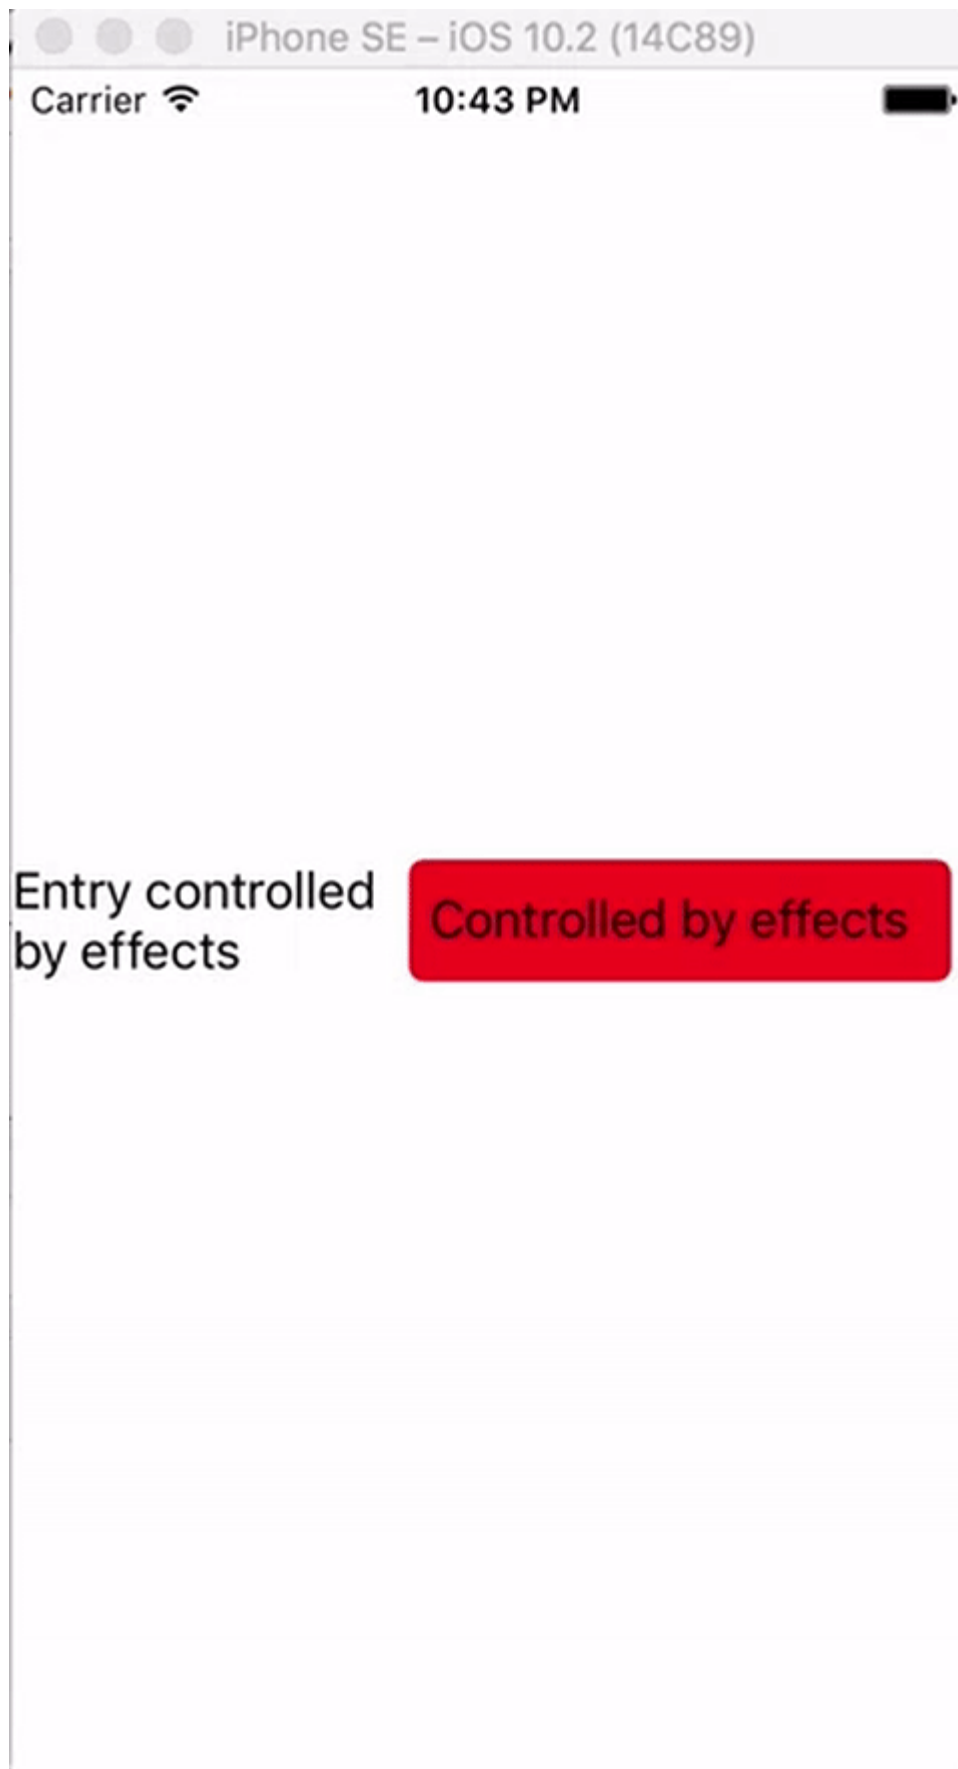 iPhone SE – iOS 10.2 (14C89)
Carrier 10:43 PM
Entry controlled
by effects
Controlled by effects